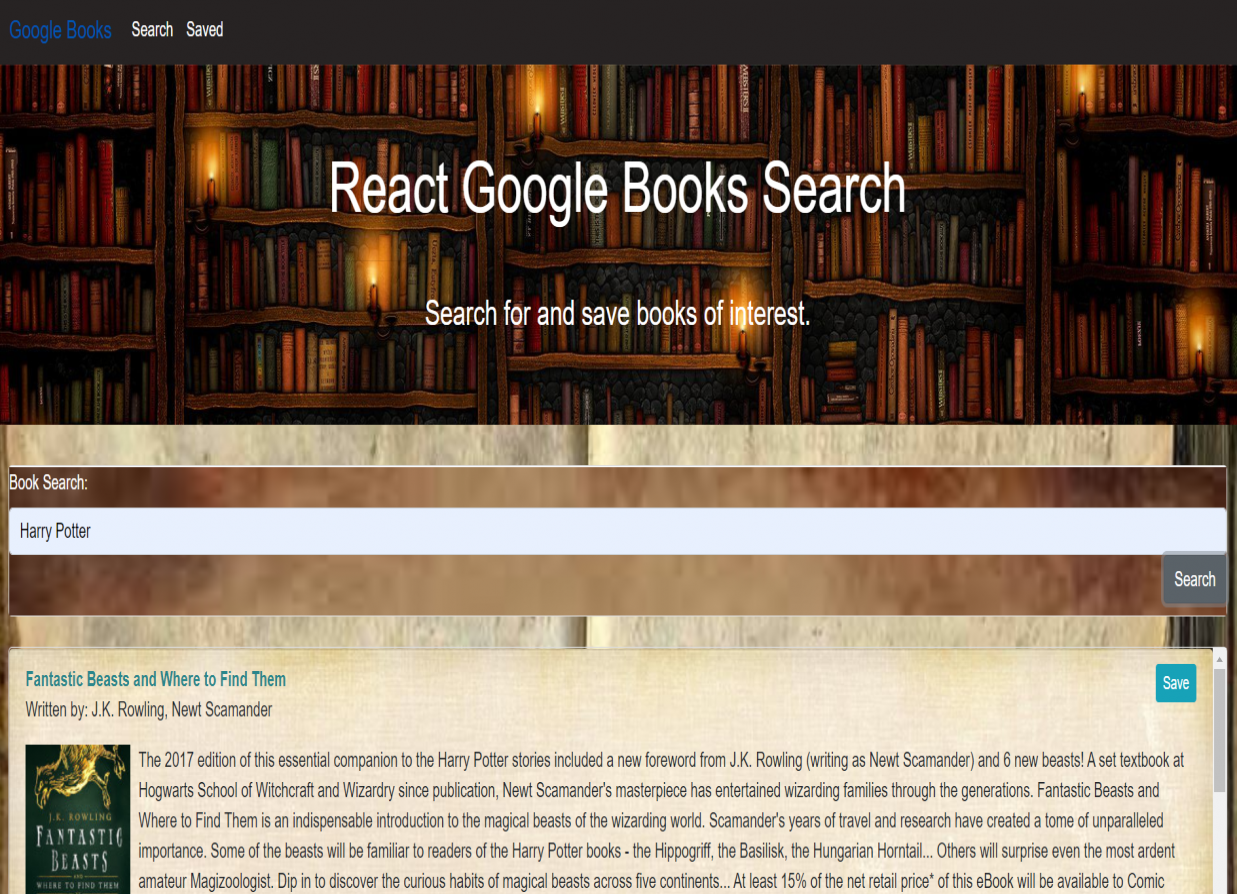 Google Books Search Saved
React Google Books Search
Search for and save books of interest.
Book Search:
Harry Potter
Search
Fantastic Beasts and Where to Find Them
Save
Written by: J.K. Rowling, Newt Scamander
The 2017 edition of this essential companion to the Harry Potter stories included a new foreword from J.K. Rowling (writing as Newt Scamander) and 6 new beasts! A set textbook at
Hogwarts School of Witchcraft and Wizardry since publication, Newt Scamander's masterpiece has entertained wizarding families through the generations. Fantastic Beasts and
Where to Find Them is an indispensable introduction to the magical beasts of the wizarding world. Scamander's years of travel and research have created a tome of unparalleled
importance. Some of the beasts will be familiar to readers of the Harry Potter books - the Hippogriff, the Basilisk, the Hungarian Horntail... Others will surprise even the most ardent
amateur Magizoologist. Dip in to discover the curious habits of magical beasts across five continents... At least 15% of the net retail price* of this eBook will be available to Comic
J.K. ROWLING
FANTASTIC
BEASTS
AND
WHERE TO FIND THEM